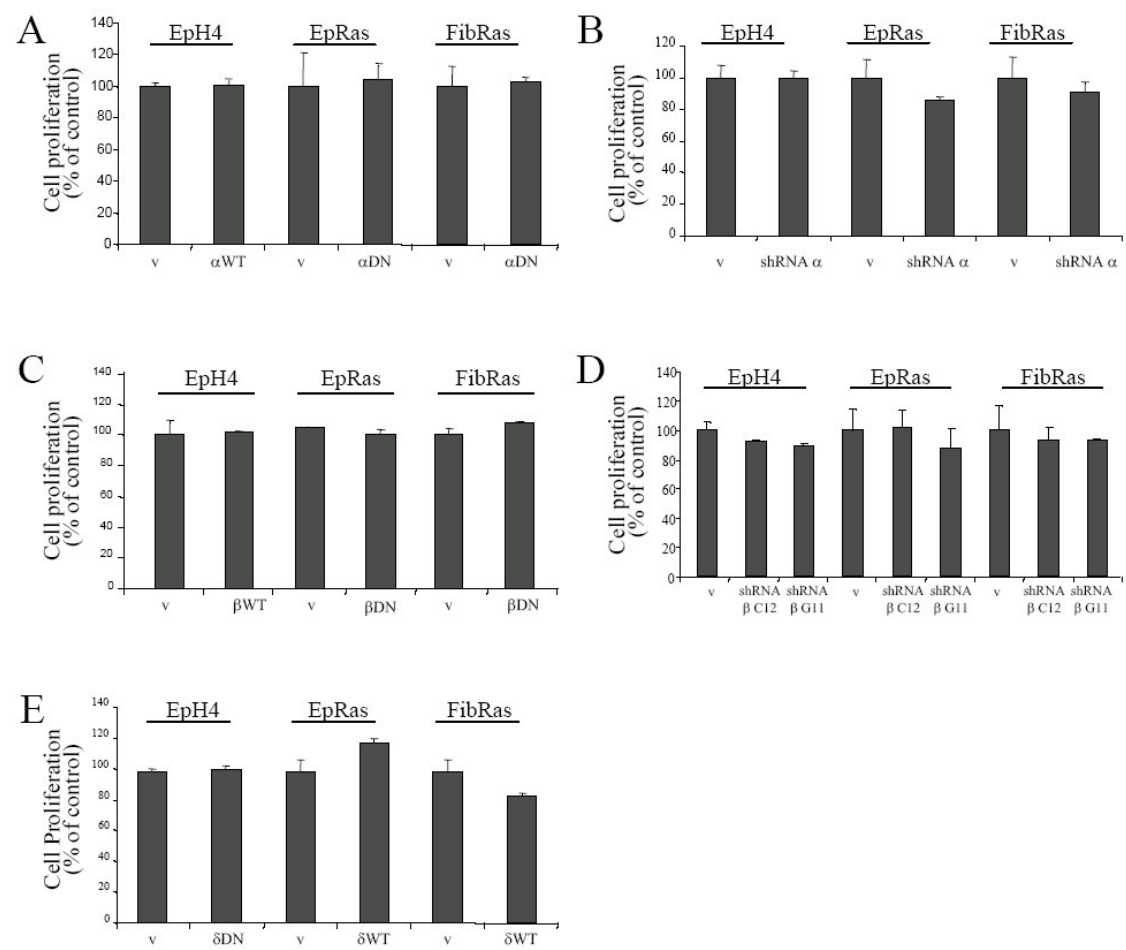 A
EpH4 EpRas FibRas
Cell proliferation
(% of control)
140
120
100
80
60
40
20
0
v αWT v αDN v αDN
B
EpH4 EpRas FibRas
Cell proliferation
(% of control)
120
100
80
60
40
20
0
v shRNA α v shRNA α v shRNA α
C
EpH4 EpRas FibRas
Cell proliferation
(% of control)
140
120
100
80
60
40
20
0
v βWT v βDN v βDN
D
EpH4 EpRas FibRas
Cell proliferation
(% of control)
140
120
100
80
60
40
20
0
v shRNA shRNA v shRNA shRNA v shRNA shRNA
β C12 β G11 β C12 β G11 β C12 β G11
E
EpH4 EpRas FibRas
Cell Proliferation
(% of control)
140
120
100
80
60
40
20
0
v δDN v δWT v δWT